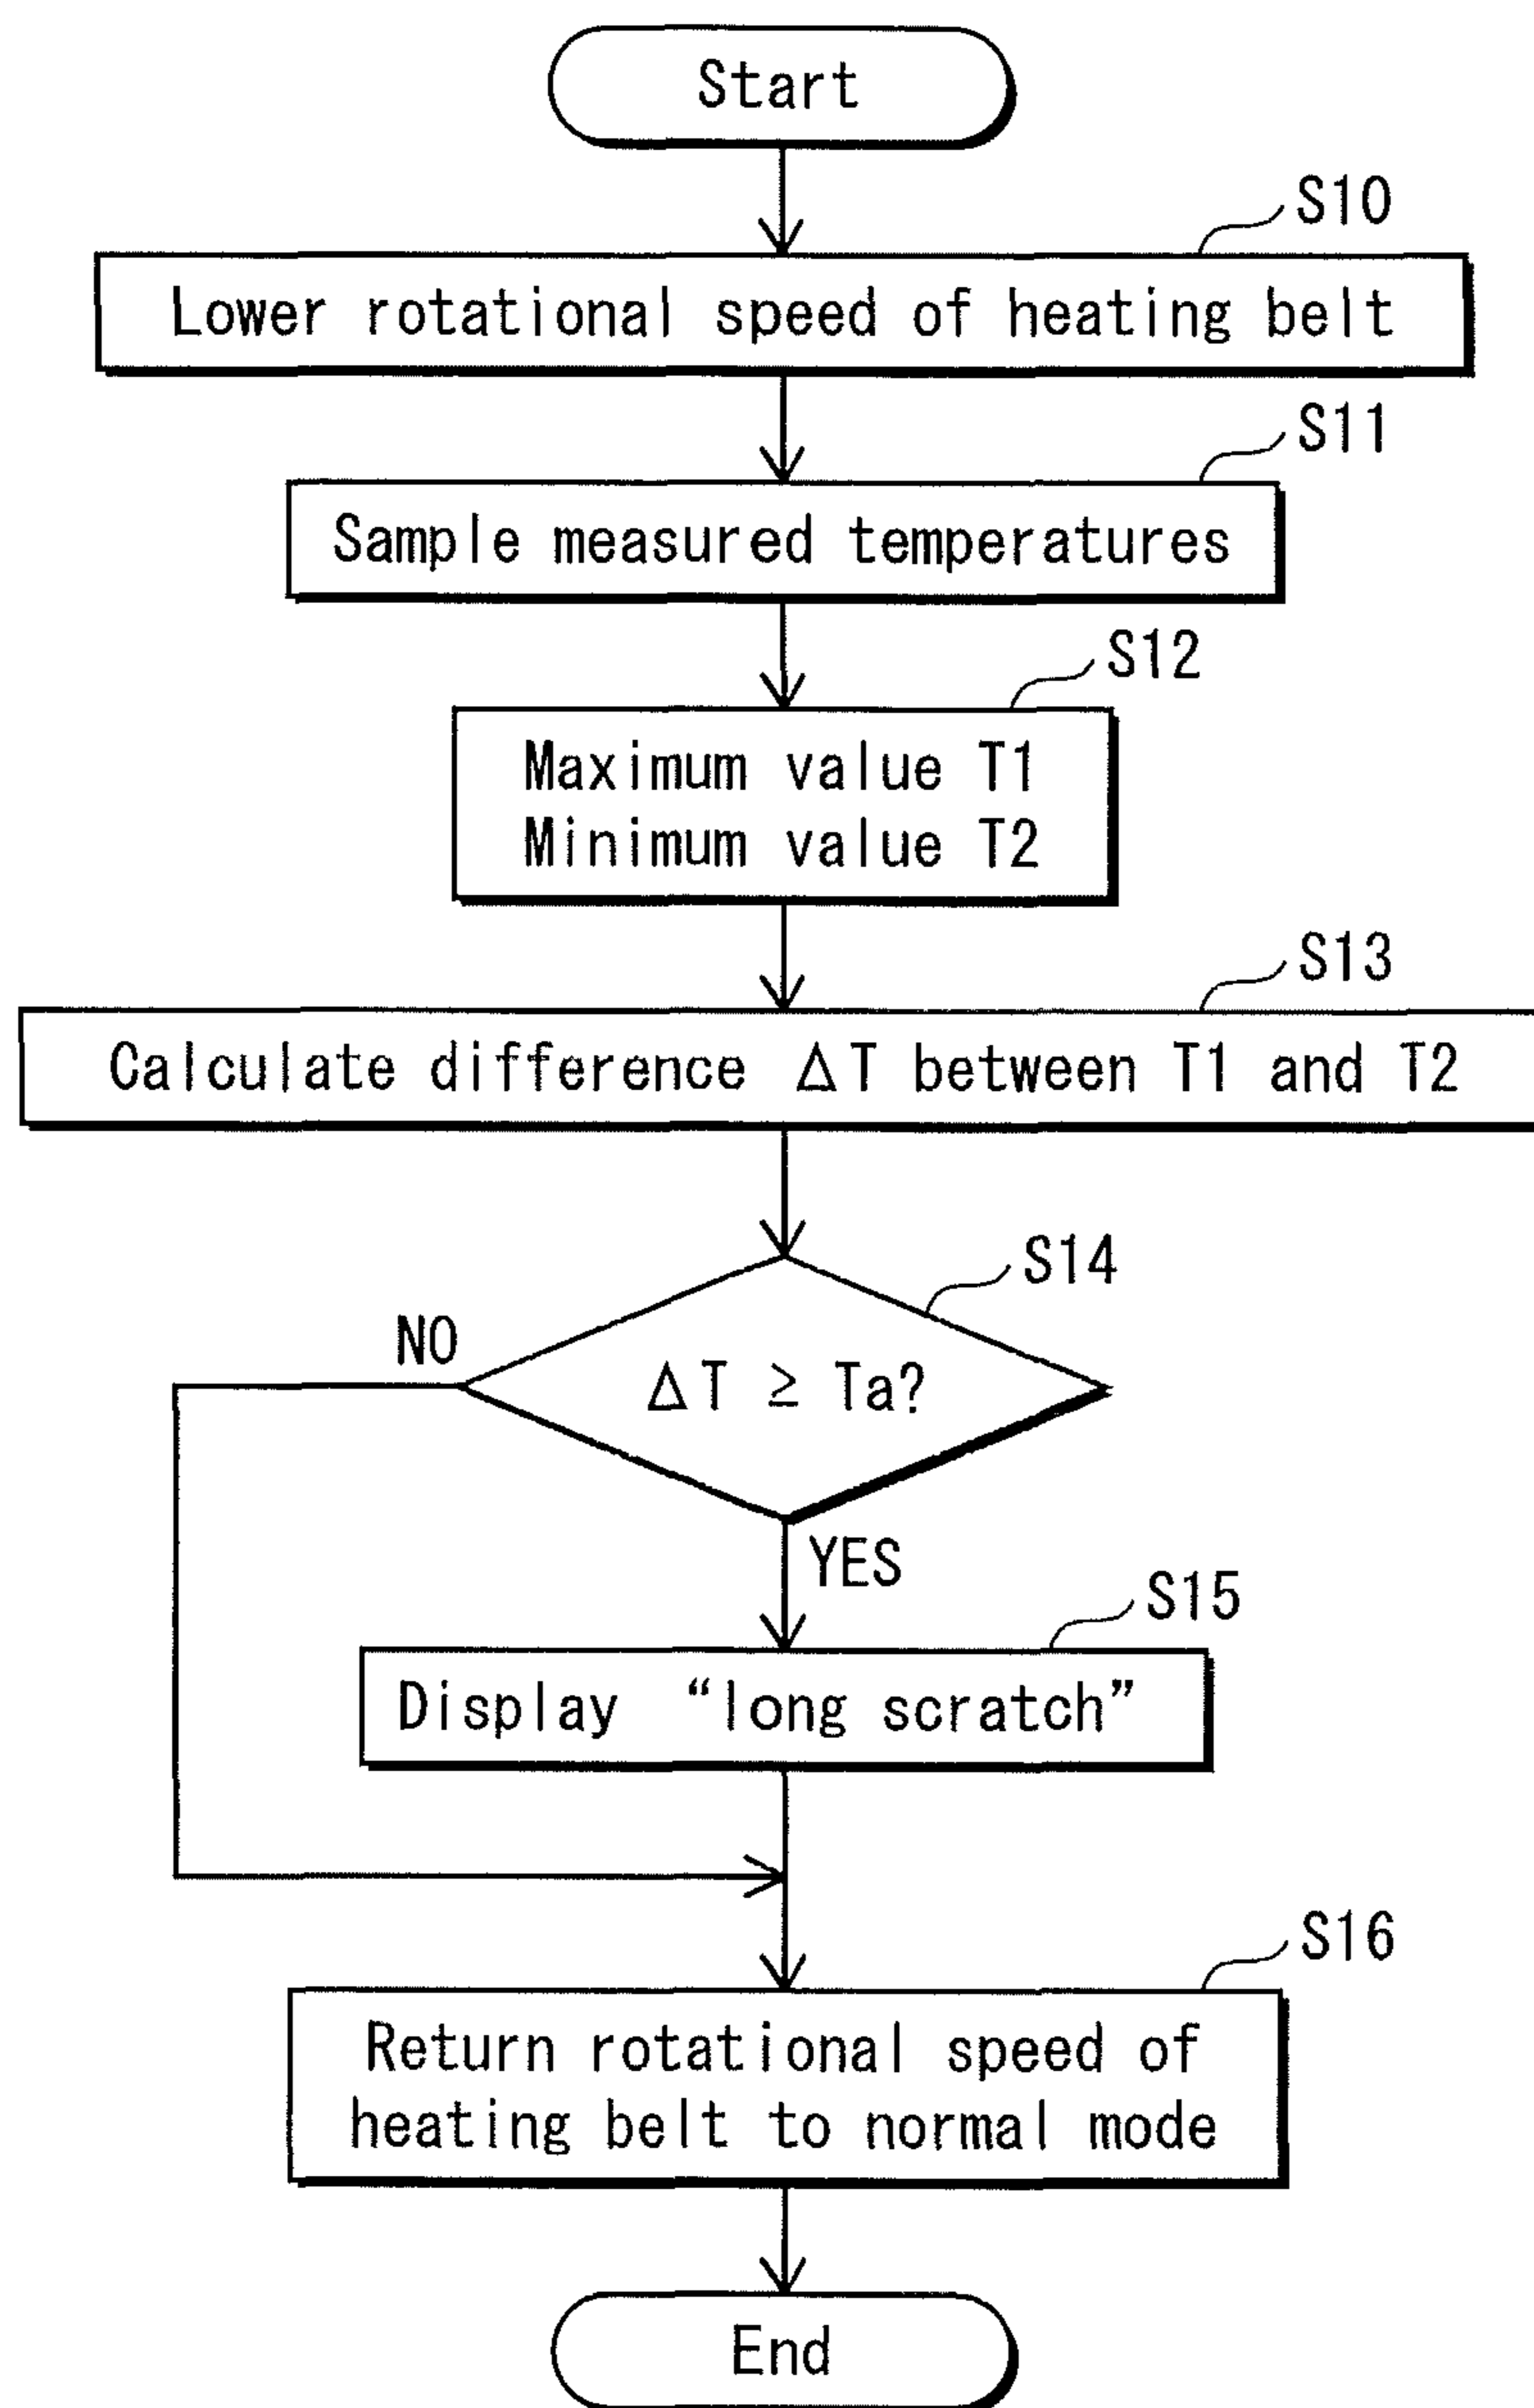 Start
S10
Lower rotational speed of heating belt
S11
Sample measured temperatures
S12
Maximum value T1
Minimum value T2
S13
Calculate difference ΔT between T1 and T2
S14
NO
ΔT ≥ Ta?
YES
S15
Display “long scratch”
S16
Return rotational speed of
heating belt to normal mode
End